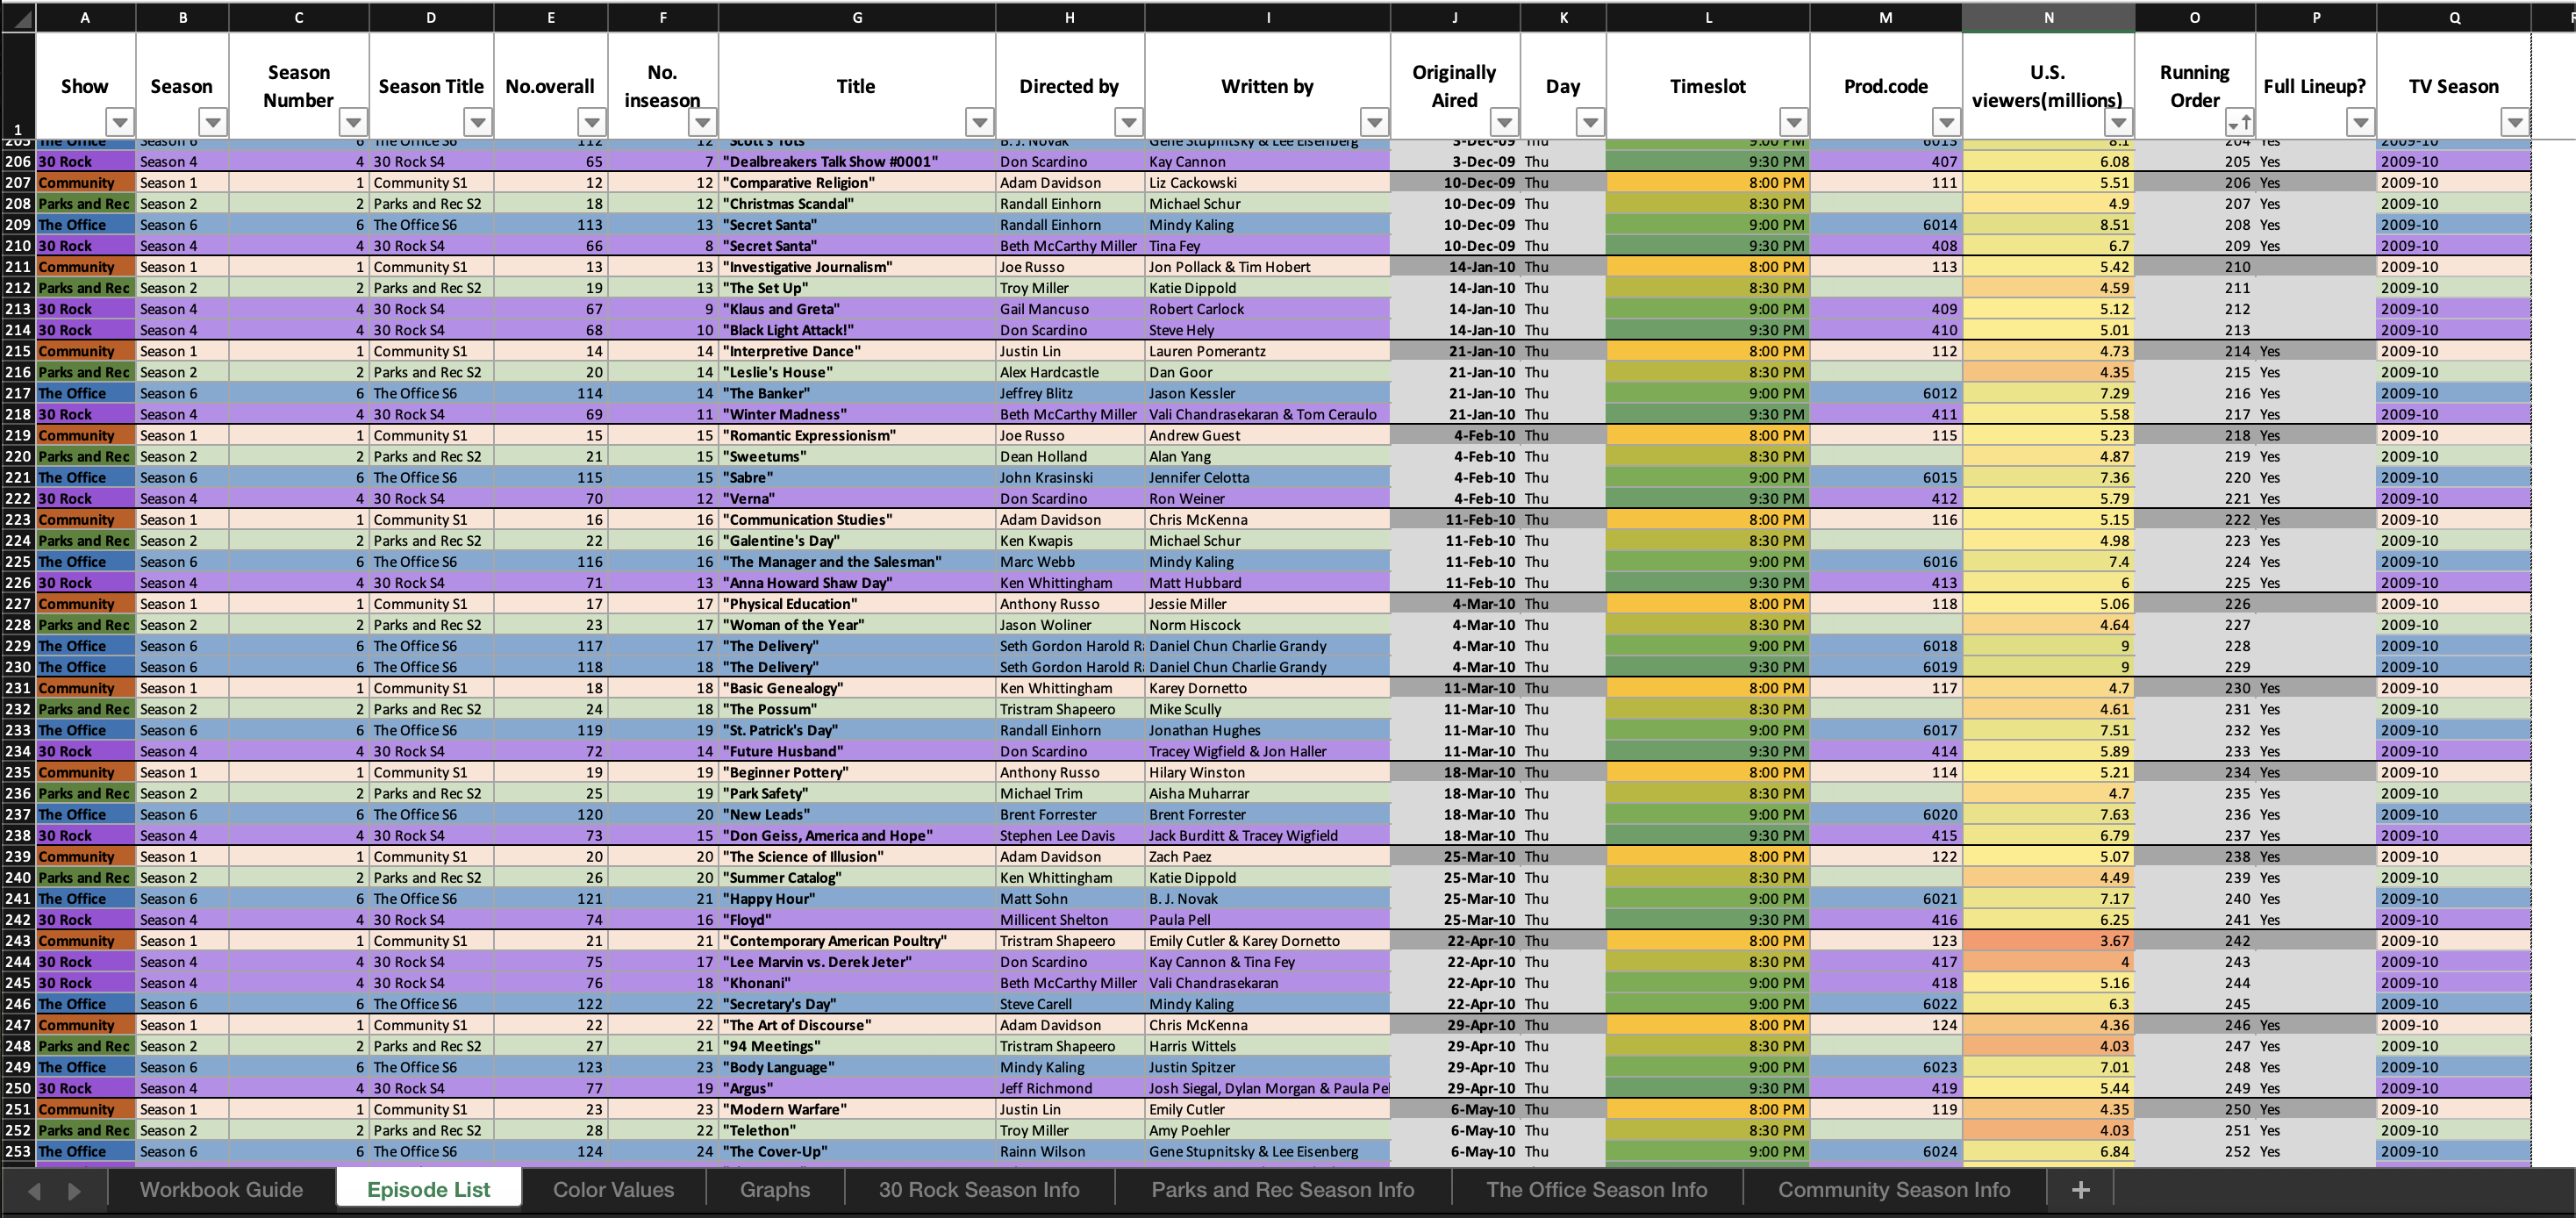 A B C D E F G H I J K L M N O P Q
1 Show Season Season Number Season Title No.overall No. inseason Title Directed by Written by Originally Aired Day Timeslot Prod.code U.S. viewers(millions) Running Order Full Lineup? TV Season
205 The Office Season 6 6 The Office S6 112 12 "Scott's Tots" B. J. Novak Gene Stupnitsky & Lee Eisenberg 3-Dec-09 Thu 9:00 PM 6013 8.1 204 Yes 2009-10
206 30 Rock Season 4 4 30 Rock S4 65 7 "Dealbreakers Talk Show #0001" Don Scardino Kay Cannon 3-Dec-09 Thu 9:30 PM 407 6.08 205 Yes 2009-10
207 Community Season 1 1 Community S1 12 12 "Comparative Religion" Adam Davidson Liz Cackowski 10-Dec-09 Thu 8:00 PM 111 5.51 206 Yes 2009-10
208 Parks and Rec Season 2 2 Parks and Rec S2 18 12 "Christmas Scandal" Randall Einhorn Michael Schur 10-Dec-09 Thu 8:30 PM 4.9 207 Yes 2009-10
209 The Office Season 6 6 The Office S6 113 13 "Secret Santa" Randall Einhorn Mindy Kaling 10-Dec-09 Thu 9:00 PM 6014 8.51 208 Yes 2009-10
210 30 Rock Season 4 4 30 Rock S4 66 8 "Secret Santa" Beth McCarthy Miller Tina Fey 10-Dec-09 Thu 9:30 PM 408 6.7 209 Yes 2009-10
211 Community Season 1 1 Community S1 13 13 "Investigative Journalism" Joe Russo Jon Pollack & Tim Hobert 14-Jan-10 Thu 8:00 PM 113 5.42 210 2009-10
212 Parks and Rec Season 2 2 Parks and Rec S2 19 13 "The Set Up" Troy Miller Katie Dippold 14-Jan-10 Thu 8:30 PM 4.59 211 2009-10
213 30 Rock Season 4 4 30 Rock S4 67 9 "Klaus and Greta" Gail Mancuso Robert Carlock 14-Jan-10 Thu 9:00 PM 409 5.12 212 2009-10
214 30 Rock Season 4 4 30 Rock S4 68 10 "Black Light Attack!" Don Scardino Steve Hely 14-Jan-10 Thu 9:30 PM 410 5.01 213 2009-10
215 Community Season 1 1 Community S1 14 14 "Interpretive Dance" Justin Lin Lauren Pomerantz 21-Jan-10 Thu 8:00 PM 112 4.73 214 Yes 2009-10
216 Parks and Rec Season 2 2 Parks and Rec S2 20 14 "Leslie's House" Alex Hardcastle Dan Goor 21-Jan-10 Thu 8:30 PM 4.35 215 Yes 2009-10
217 The Office Season 6 6 The Office S6 114 14 "The Banker" Jeffrey Blitz Jason Kessler 21-Jan-10 Thu 9:00 PM 6012 7.29 216 Yes 2009-10
218 30 Rock Season 4 4 30 Rock S4 69 11 "Winter Madness" Beth McCarthy Miller Vali Chandrasekaran & Tom Ceraulo 21-Jan-10 Thu 9:30 PM 411 5.58 217 Yes 2009-10
219 Community Season 1 1 Community S1 15 15 "Romantic Expressionism" Joe Russo Andrew Guest 4-Feb-10 Thu 8:00 PM 115 5.23 218 Yes 2009-10
220 Parks and Rec Season 2 2 Parks and Rec S2 21 15 "Sweetums" Dean Holland Alan Yang 4-Feb-10 Thu 8:30 PM 4.87 219 Yes 2009-10
221 The Office Season 6 6 The Office S6 115 15 "Sabre" John Krasinski Jennifer Celotta 4-Feb-10 Thu 9:00 PM 6015 7.36 220 Yes 2009-10
222 30 Rock Season 4 4 30 Rock S4 70 12 "Verna" Don Scardino Ron Weiner 4-Feb-10 Thu 9:30 PM 412 5.79 221 Yes 2009-10
223 Community Season 1 1 Community S1 16 16 "Communication Studies" Adam Davidson Chris McKenna 11-Feb-10 Thu 8:00 PM 116 5.15 222 Yes 2009-10
224 Parks and Rec Season 2 2 Parks and Rec S2 22 16 "Galentine's Day" Ken Kwapis Michael Schur 11-Feb-10 Thu 8:30 PM 4.98 223 Yes 2009-10
225 The Office Season 6 6 The Office S6 116 16 "The Manager and the Salesman" Marc Webb Mindy Kaling 11-Feb-10 Thu 9:00 PM 6016 7.4 224 Yes 2009-10
226 30 Rock Season 4 4 30 Rock S4 71 13 "Anna Howard Shaw Day" Ken Whittingham Matt Hubbard 11-Feb-10 Thu 9:30 PM 413 6 225 Yes 2009-10
227 Community Season 1 1 Community S1 17 17 "Physical Education" Anthony Russo Jessie Miller 4-Mar-10 Thu 8:00 PM 118 5.06 226 2009-10
228 Parks and Rec Season 2 2 Parks and Rec S2 23 17 "Woman of the Year" Jason Woliner Norm Hiscock 4-Mar-10 Thu 8:30 PM 4.64 227 2009-10
229 The Office Season 6 6 The Office S6 117 17 "The Delivery" Seth Gordon Harold R Daniel Chun Charlie Grandy 4-Mar-10 Thu 9:00 PM 6018 9 228 2009-10
230 The Office Season 6 6 The Office S6 118 18 "The Delivery" Seth Gordon Harold R Daniel Chun Charlie Grandy 4-Mar-10 Thu 9:30 PM 6019 9 229 2009-10
231 Community Season 1 1 Community S1 18 18 "Basic Genealogy" Ken Whittingham Karey Dornetto 11-Mar-10 Thu 8:00 PM 117 4.7 230 Yes 2009-10
232 Parks and Rec Season 2 2 Parks and Rec S2 24 18 "The Possum" Tristram Shapeero Mike Scully 11-Mar-10 Thu 8:30 PM 4.61 231 Yes 2009-10
233 The Office Season 6 6 The Office S6 119 19 "St. Patrick's Day" Randall Einhorn Jonathan Hughes 11-Mar-10 Thu 9:00 PM 6017 7.51 232 Yes 2009-10
234 30 Rock Season 4 4 30 Rock S4 72 14 "Future Husband" Don Scardino Tracey Wigfield & Jon Haller 11-Mar-10 Thu 9:30 PM 414 5.89 233 Yes 2009-10
235 Community Season 1 1 Community S1 19 19 "Beginner Pottery" Anthony Russo Hilary Winston 18-Mar-10 Thu 8:00 PM 114 5.21 234 Yes 2009-10
236 Parks and Rec Season 2 2 Parks and Rec S2 25 19 "Park Safety" Michael Trim Aisha Muharrar 18-Mar-10 Thu 8:30 PM 4.7 235 Yes 2009-10
237 The Office Season 6 6 The Office S6 120 20 "New Leads" Brent Forrester Brent Forrester 18-Mar-10 Thu 9:00 PM 6020 7.63 236 Yes 2009-10
238 30 Rock Season 4 4 30 Rock S4 73 15 "Don Geiss, America and Hope" Stephen Lee Davis Jack Burditt & Tracey Wigfield 18-Mar-10 Thu 9:30 PM 415 6.79 237 Yes 2009-10
239 Community Season 1 1 Community S1 20 20 "The Science of Illusion" Adam Davidson Zach Paez 25-Mar-10 Thu 8:00 PM 122 5.07 238 Yes 2009-10
240 Parks and Rec Season 2 2 Parks and Rec S2 26 20 "Summer Catalog" Ken Whittingham Katie Dippold 25-Mar-10 Thu 8:30 PM 4.49 239 Yes 2009-10
241 The Office Season 6 6 The Office S6 121 21 "Happy Hour" Matt Sohn B. J. Novak 25-Mar-10 Thu 9:00 PM 6021 7.17 240 Yes 2009-10
242 30 Rock Season 4 4 30 Rock S4 74 16 "Floyd" Millicent Shelton Paula Pell 25-Mar-10 Thu 9:30 PM 416 6.25 241 Yes 2009-10
243 Community Season 1 1 Community S1 21 21 "Contemporary American Poultry" Tristram Shapeero Emily Cutler & Karey Dornetto 22-Apr-10 Thu 8:00 PM 123 3.67 242 2009-10
244 30 Rock Season 4 4 30 Rock S4 75 17 "Lee Marvin vs. Derek Jeter" Don Scardino Kay Cannon & Tina Fey 22-Apr-10 Thu 8:30 PM 417 4 243 2009-10
245 30 Rock Season 4 4 30 Rock S4 76 18 "Khonani" Beth McCarthy Miller Vali Chandrasekaran 22-Apr-10 Thu 9:00 PM 418 5.16 244 2009-10
246 The Office Season 6 6 The Office S6 122 22 "Secretary's Day" Steve Carell Mindy Kaling 22-Apr-10 Thu 9:00 PM 6022 6.3 245 2009-10
247 Community Season 1 1 Community S1 22 22 "The Art of Discourse" Adam Davidson Chris McKenna 29-Apr-10 Thu 8:00 PM 124 4.36 246 Yes 2009-10
248 Parks and Rec Season 2 2 Parks and Rec S2 27 21 "94 Meetings" Tristram Shapeero Harris Wittels 29-Apr-10 Thu 8:30 PM 4.03 247 Yes 2009-10
249 The Office Season 6 6 The Office S6 123 23 "Body Language" Mindy Kaling Justin Spitzer 29-Apr-10 Thu 9:00 PM 6023 7.01 248 Yes 2009-10
250 30 Rock Season 4 4 30 Rock S4 77 19 "Argus" Jeff Richmond Josh Siegal, Dylan Morgan & Paula Pel 29-Apr-10 Thu 9:30 PM 419 5.44 249 Yes 2009-10
251 Community Season 1 1 Community S1 23 23 "Modern Warfare" Justin Lin Emily Cutler 6-May-10 Thu 8:00 PM 119 4.35 250 Yes 2009-10
252 Parks and Rec Season 2 2 Parks and Rec S2 28 22 "Telethon" Troy Miller Amy Poehler 6-May-10 Thu 8:30 PM 4.03 251 Yes 2009-10
253 The Office Season 6 6 The Office S6 124 24 "The Cover-Up" Rainn Wilson Gene Stupnitsky & Lee Eisenberg 6-May-10 Thu 9:00 PM 6024 6.84 252 Yes 2009-10
Workbook Guide Episode List Color Values Graphs 30 Rock Season Info Parks and Rec Season Info The Office Season Info Community Season Info +